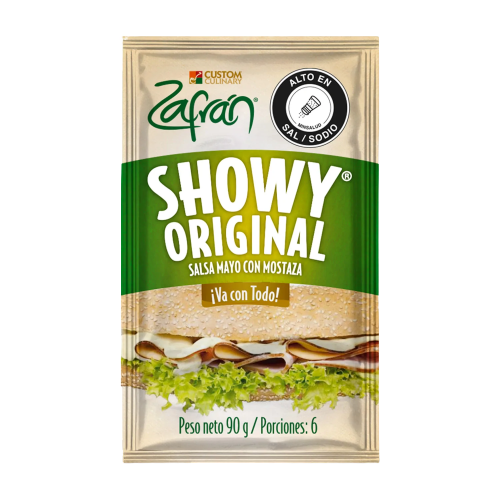 CUSTOM
CULINARY
Zafrán®
ALTO EN
MINSALUD
SAL / SODIO
SHOWY®
ORIGINAL
SALSA MAYO CON MOSTAZA
¡Va con Todo!
Peso neto 90 g / Porciones: 6